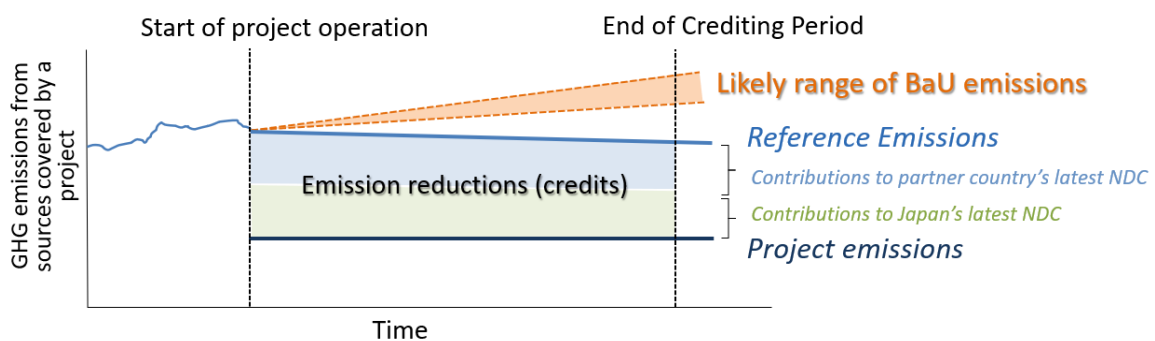 Start of project operation
End of Crediting Period
GHG emissions from
sources covered by a
project
Likely range of BaU emissions
Reference Emissions
Contributions to partner country's latest NDC
Emission reductions (credits)
Contributions to Japan's latest NDC
Project emissions
Time